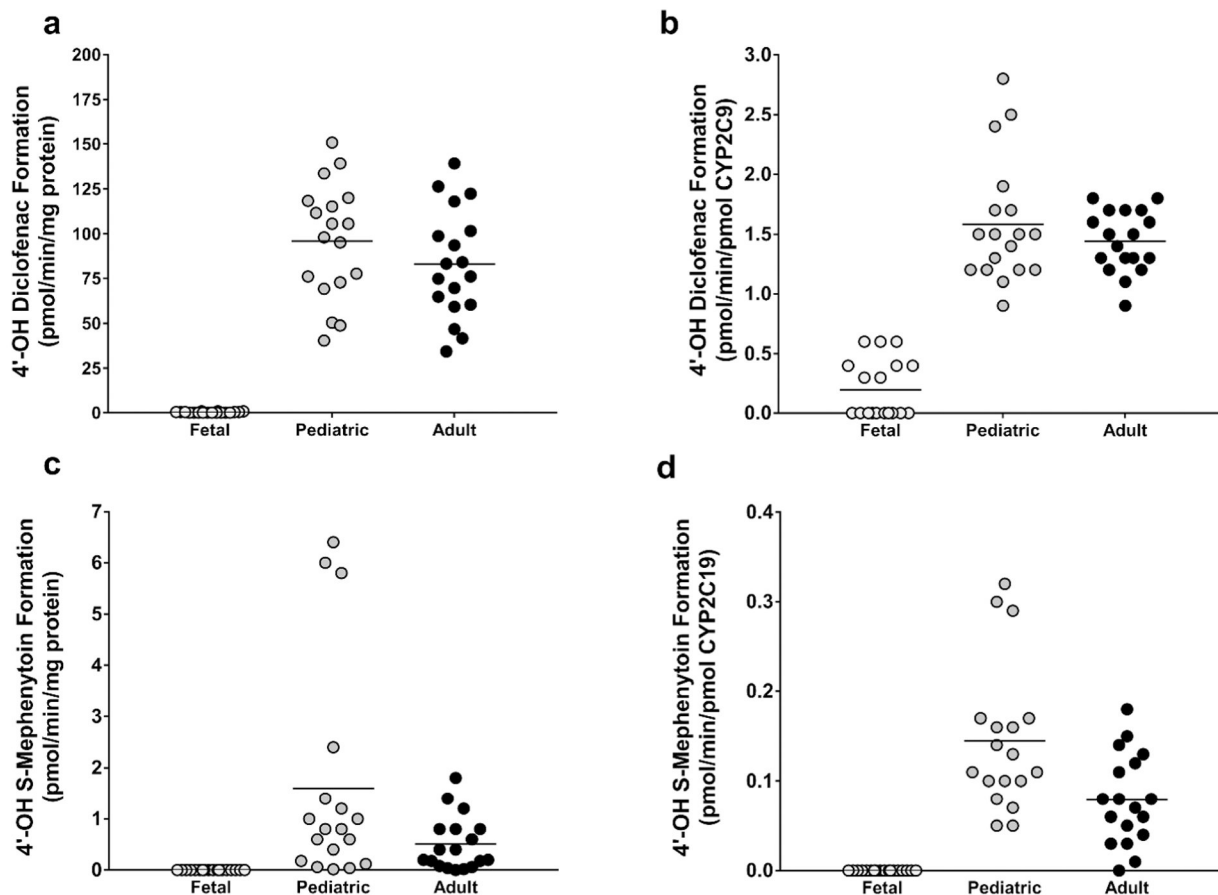 a
4'-OH Diclofenac Formation
(pmol/min/mg protein)
200
175
150
125
100
75
50
25
0
Fetal Pediatric Adult
b
4'-OH Diclofenac Formation
(pmol/min/pmol CYP2C9)
3.0
2.5
2.0
1.5
1.0
0.5
0.0
Fetal Pediatric Adult
c
4'-OH S-Mephenytoin Formation
(pmol/min/mg protein)
7
6
5
4
3
2
1
0
Fetal Pediatric Adult
d
4'-OH S-Mephenytoin Formation
(pmol/min/pmol CYP2C19)
0.4
0.3
0.2
0.1
0.0
Fetal Pediatric Adult